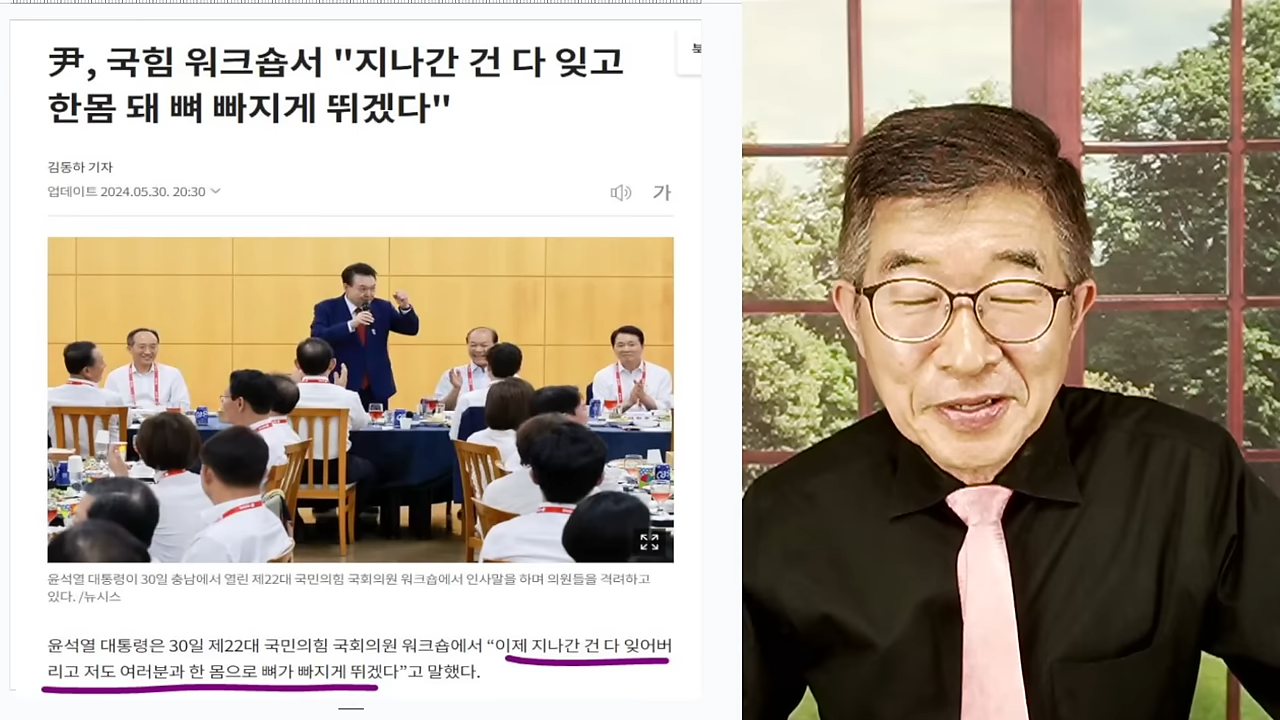 尹, 국힘 워크숍서 "지나간 건 다 잊고
한몸 돼 뼈 빠지게 뛰겠다"
김동하 기자
업데이트 2024.05.30. 20:30
가
윤석열 대통령이 30일 충남에서 열린 제22대 국민의힘 국회의원 워크숍에서 인사말을 하며 의원들을 격려하고
있다. /뉴시스
윤석열 대통령은 30일 제22대 국민의힘 국회의원 워크숍에서 “이제 지나간 건 다 잊어버
리고 저도 여러분과 한 몸으로 뼈가 빠지게 뛰겠다”고 말했다.